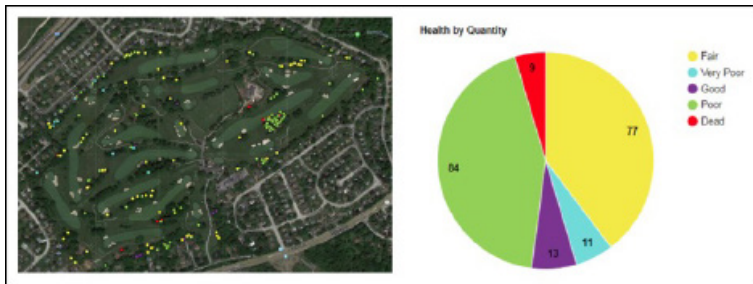 Health by Quantity
Fair
Very Poor
Good
Poor
Dead
9
77
84
11
13